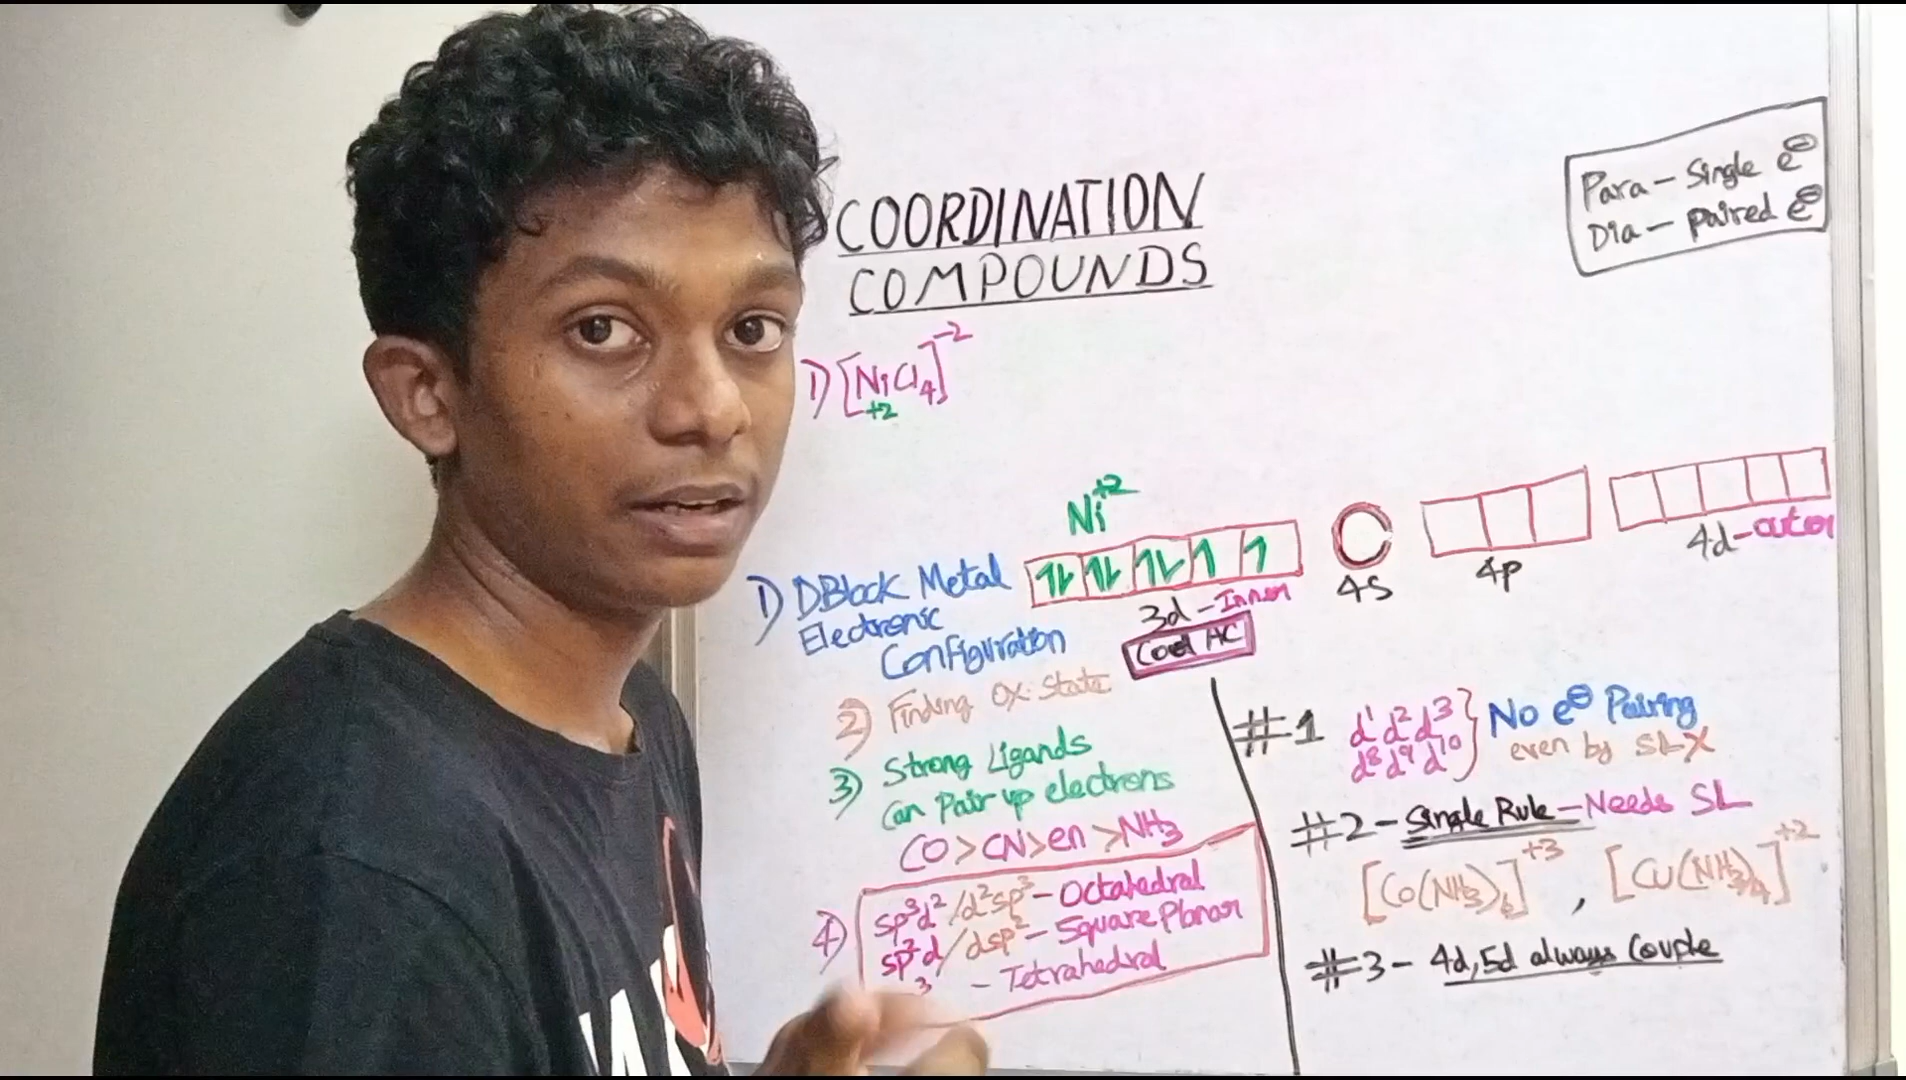 COORDINATION
COMPOUNDS
Para - Single e⊖
Dia - paired e⊖
1) [NiCl4]-2
+2
Ni+2
3d - Inner
4s
4p
4d - outer
1) DBlock Metal
Electronic
Configuration
2) Finding Ox. State
3) Strong Ligands
Can Pair up electrons
CO > CN > en > NH3
4) sp3d2 / d2sp3 - Octahedral
sp2d / dsp2 - Square Planar
3 - Tetrahedral
#1 d1 d2 d3 } No e⊖ Pairing
d8 d9 d10 even by SL X
#2 - Single Rule - Needs SL
[Co(NH3)6]+3 , [Cu(NH3)4]+2
#3 - 4d, 5d always Couple